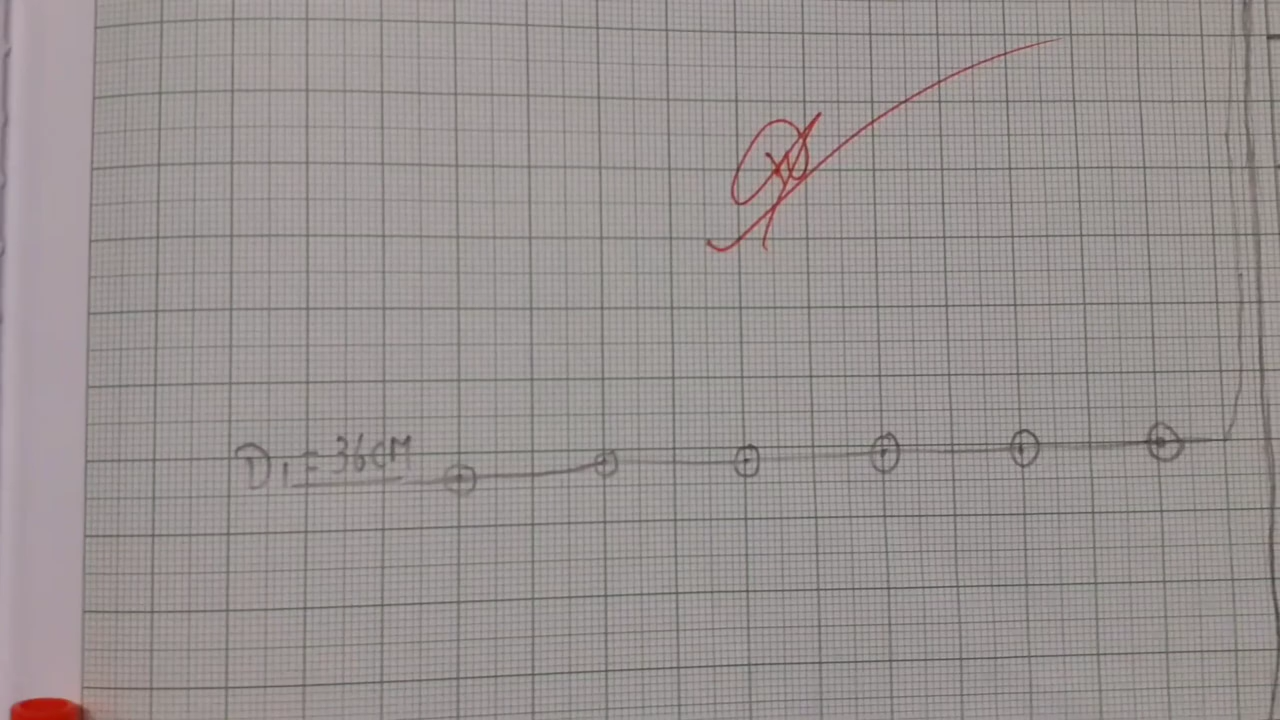 D₁ = 36CM